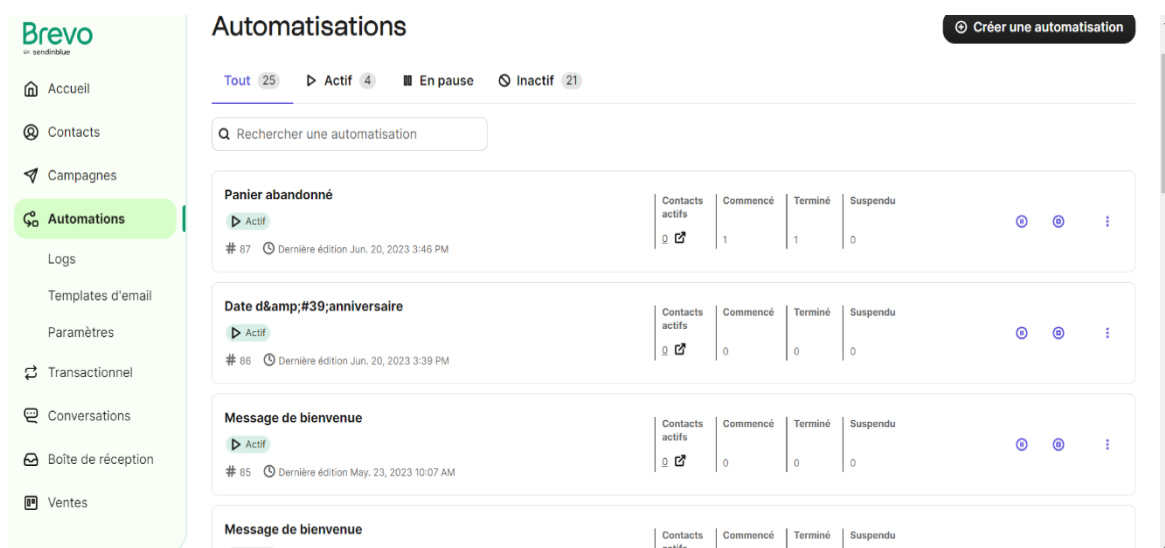 Brevo
ex sendinblue
Accueil
Contacts
Campagnes
Automations
Logs
Templates d'email
Paramètres
Transactionnel
Conversations
Boîte de réception
Ventes
Automatisations
Créer une automatisation
Tout 25 Actif 4 En pause Inactif 21
Rechercher une automatisation
Panier abandonné
Actif
# 87 Dernière édition Jun. 20, 2023 3:46 PM
Contacts actifs Commencé Terminé Suspendu
0 1 1 0
Date d&amp;#39;anniversaire
Actif
# 86 Dernière édition Jun. 20, 2023 3:39 PM
Contacts actifs Commencé Terminé Suspendu
0 0 0 0
Message de bienvenue
Actif
# 85 Dernière édition May. 23, 2023 10:07 AM
Contacts actifs Commencé Terminé Suspendu
0 0 0 0
Message de bienvenue
Contacts actifs Commencé Terminé Suspendu